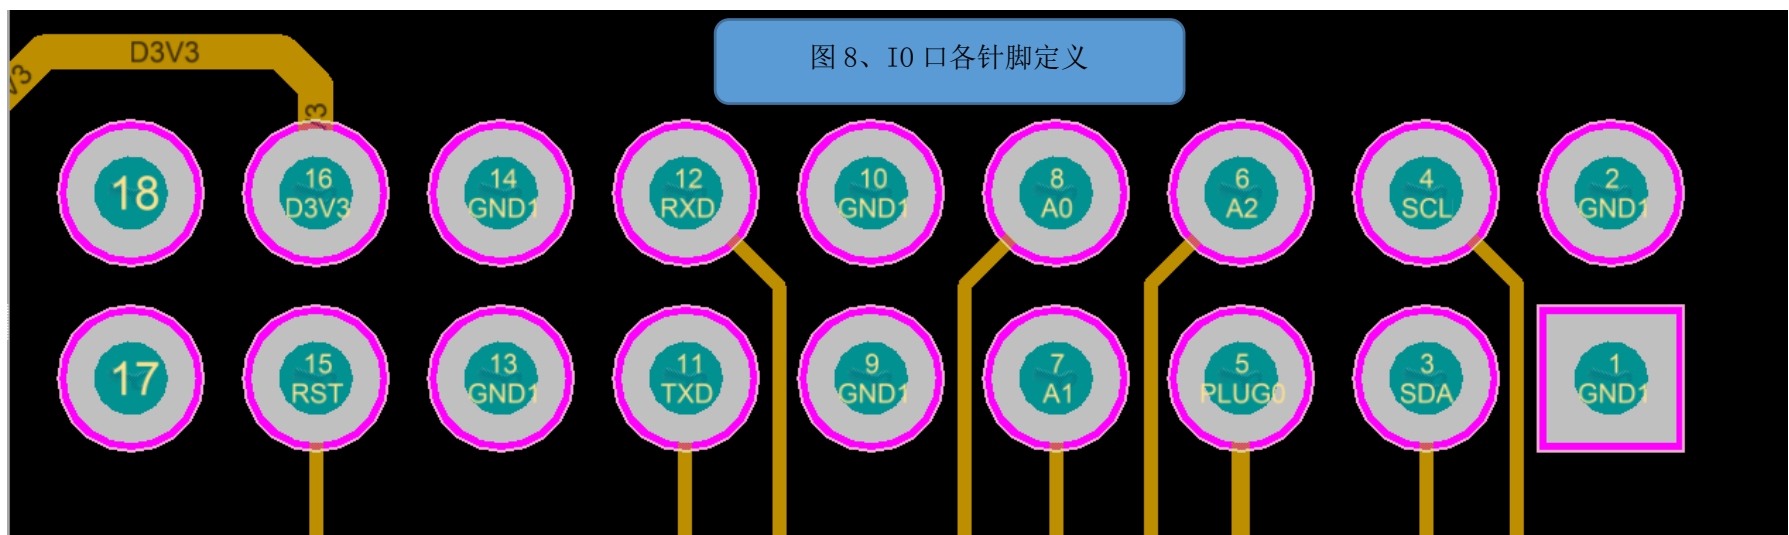 D3V3
V3
图 8、IO 口各针脚定义
V3
18
16
D3V3
14
GND1
12
RXD
10
GND1
8
A0
6
A2
4
SCL
2
GND1
17
15
RST
13
GND1
11
TXD
9
GND1
7
A1
5
PLUG0
3
SDA
1
GND1